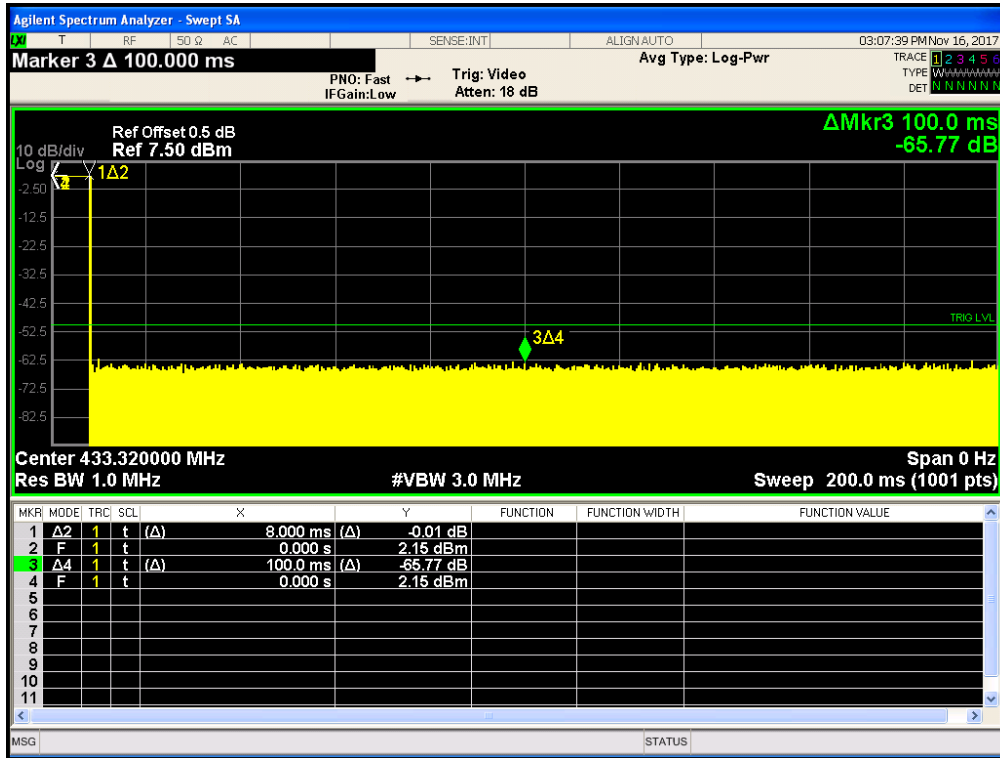 Agilent Spectrum Analyzer - Swept SA
LXI T RF 50 Ω AC SENSE:INT ALIGN AUTO 03:07:39 PM Nov 16, 2017
Marker 3 Δ 100.000 ms
Avg Type: Log-Pwr
TRACE 1 2 3 4 5 6
PNO: Fast Trig: Video
TYPE W
IFGain:Low Atten: 18 dB
DET N N N N N N
ΔMkr3 100.0 ms
-65.77 dB
Ref Offset 0.5 dB
10 dB/div Ref 7.50 dBm
Log
1Δ2
-2.50
-12.5
-22.5
-32.5
-42.5
TRIG LVL
-52.5
3Δ4
-62.5
-72.5
-82.5
Center 433.320000 MHz Span 0 Hz
Res BW 1.0 MHz #VBW 3.0 MHz Sweep 200.0 ms (1001 pts)
MKR MODE TRC SCL X Y FUNCTION FUNCTION WIDTH FUNCTION VALUE
1 Δ2 1 t (Δ) 8.000 ms (Δ) -0.01 dB
2 F 1 t 0.000 s 2.15 dBm
3 Δ4 1 t (Δ) 100.0 ms (Δ) -65.77 dB
4 F 1 t 0.000 s 2.15 dBm
5
6
7
8
9
10
11
MSG STATUS